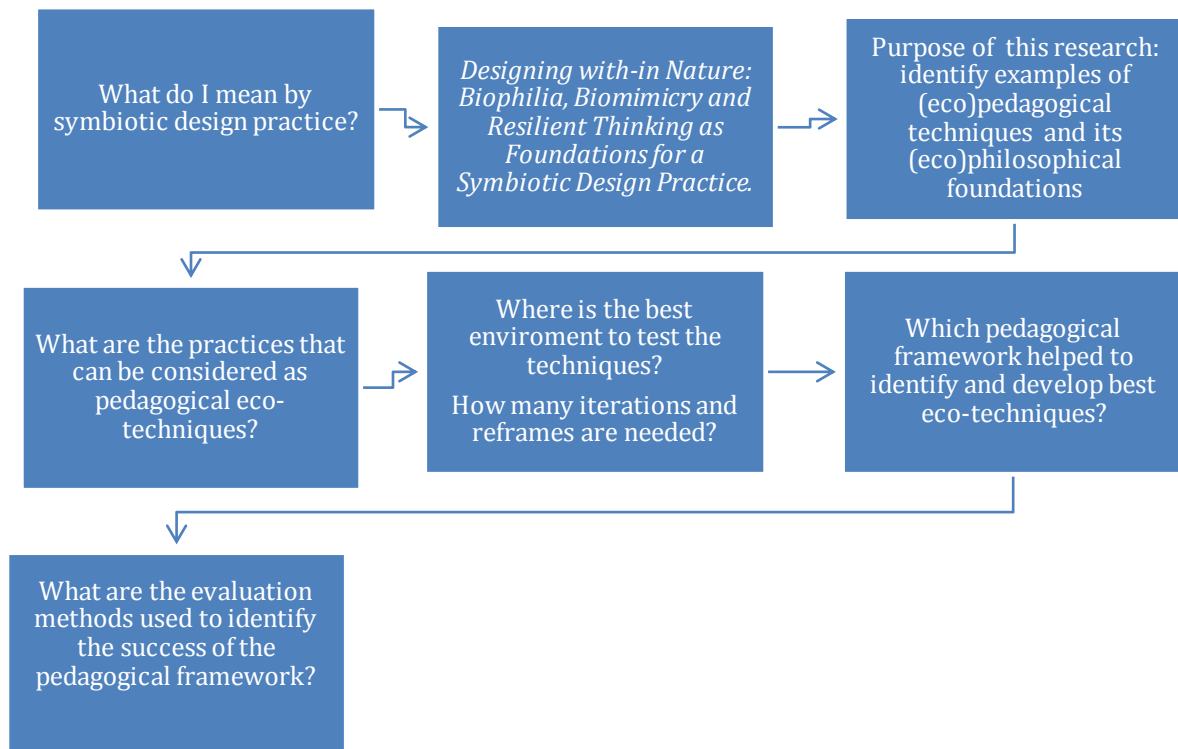 What do I mean by
symbiotic design practice?
Designing with-in Nature:
Biophilia, Biomimicry and
Resilient Thinking as
Foundations for a
Symbiotic Design Practice.
Purpose of this research:
identify examples of
(eco)pedagogical
techniques and its
(eco)philosophical
foundations
What are the practices that
can be considered as
pedagogical eco-
techniques?
Where is the best
enviroment to test the
techniques?
How many iterations and
reframes are needed?
Which pedagogical
framework helped to
identify and develop best
eco-techniques?
What are the evaluation
methods used to identify
the success of the
pedagogical framework?